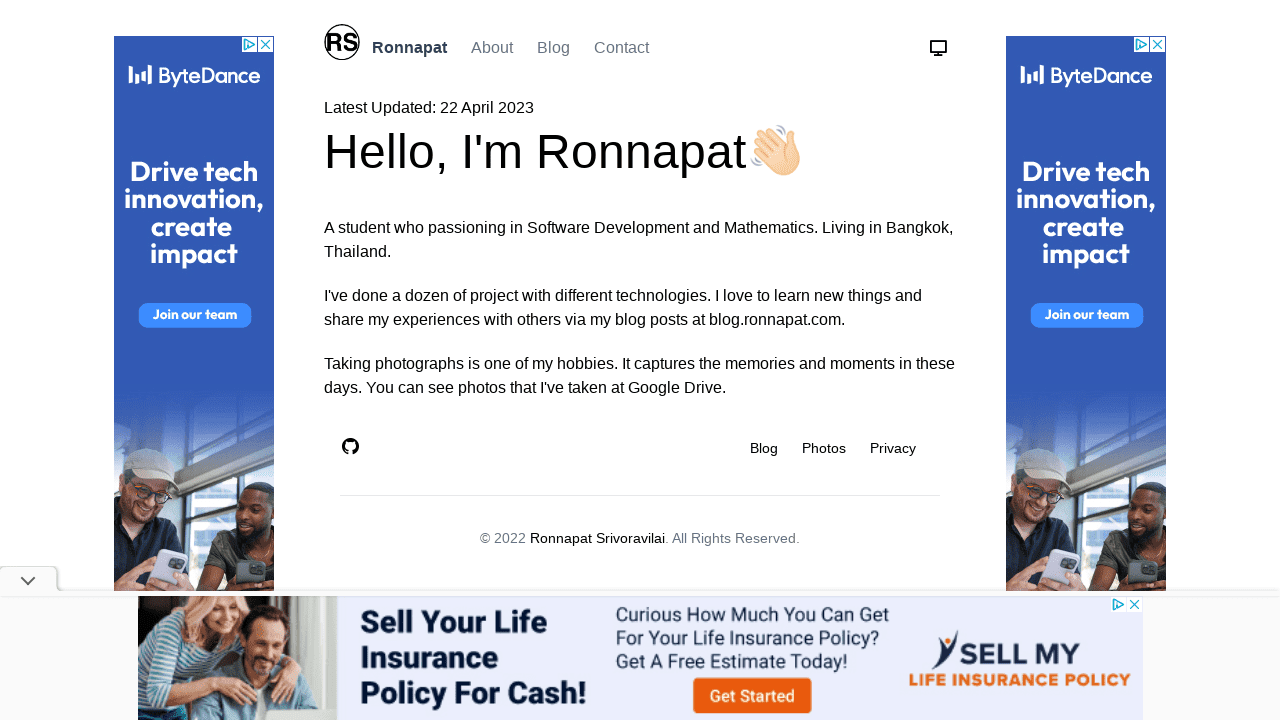 RS
Ronnapat
About
Blog
Contact
Latest Updated: 22 April 2023
Hello, I'm Ronnapat
A student who passioning in Software Development and Mathematics. Living in Bangkok,
Thailand.
I've done a dozen of project with different technologies. I love to learn new things and
share my experiences with others via my blog posts at blog.ronnapat.com.
Taking photographs is one of my hobbies. It captures the memories and moments in these
days. You can see photos that I've taken at Google Drive.
Blog
Photos
Privacy
© 2022 Ronnapat Srivoravilai. All Rights Reserved.
ByteDance
Drive tech
innovation,
create
impact
Join our team
ByteDance
Drive tech
innovation,
create
impact
Join our team
Sell Your Life
Insurance
Policy For Cash!
Curious How Much You Can Get
For Your Life Insurance Policy?
Get A Free Estimate Today!
Get Started
SELL MY
LIFE INSURANCE POLICY